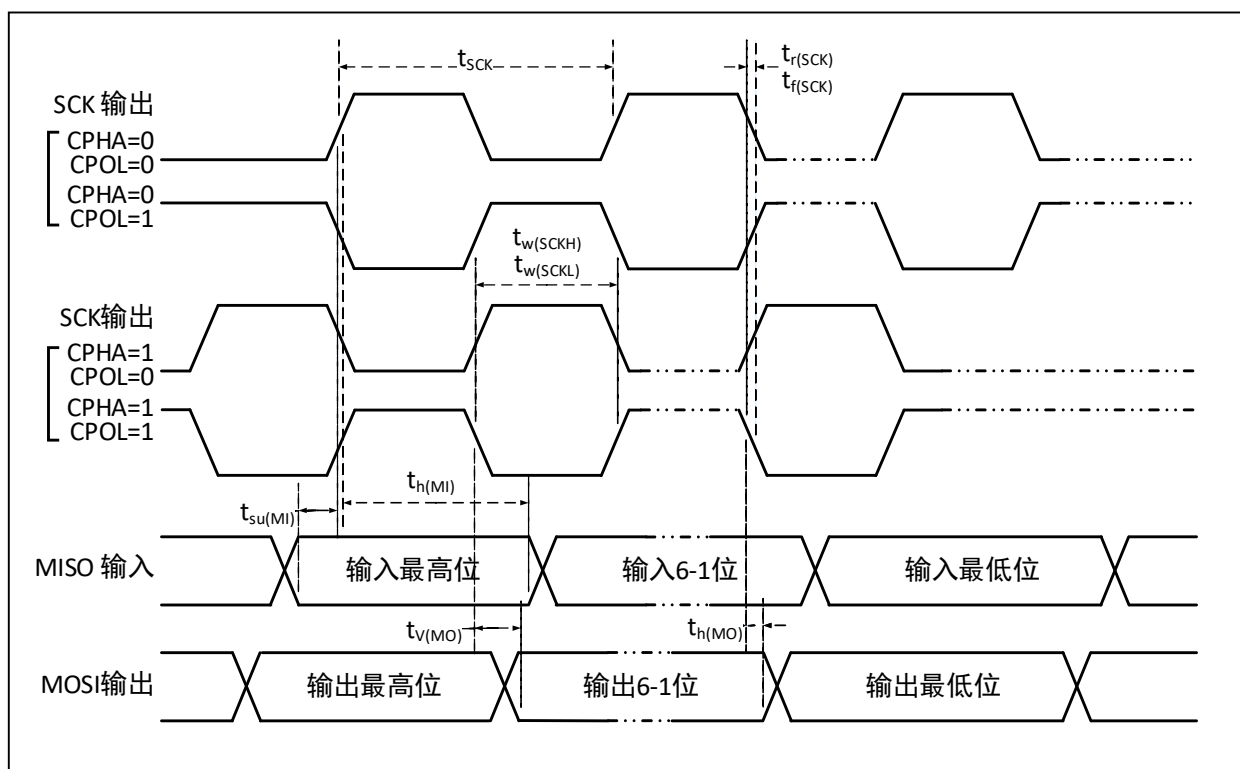 tSCK
tr(SCK)
tf(SCK)
SCK 输出
CPHA=0
CPOL=0
CPHA=0
CPOL=1
tw(SCKH)
tw(SCKL)
SCK输出
CPHA=1
CPOL=0
CPHA=1
CPOL=1
th(MI)
tsu(MI)
MISO 输入
输入最高位
输入6-1位
输入最低位
tV(MO)
th(MO)
MOSI输出
输出最高位
输出6-1位
输出最低位